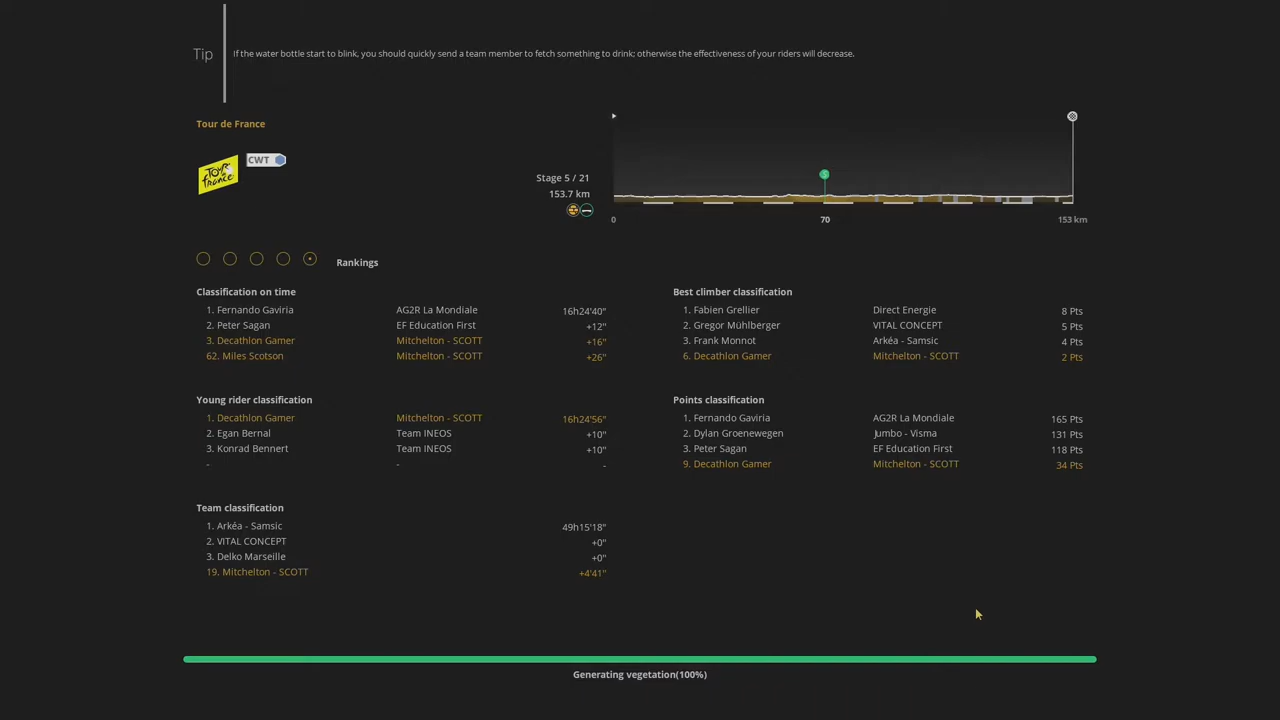 Tip
If the water bottle start to blink, you should quickly send a team member to fetch something to drink; otherwise the effectiveness of your riders will decrease.
Tour de France
TOUR de france
CWT
Stage 5 / 21
153.7 km
S
0 70 153 km
Rankings
Classification on time
1. Fernando Gaviria AG2R La Mondiale 16h24'40"
2. Peter Sagan EF Education First +12"
3. Decathlon Gamer Mitchelton - SCOTT +16"
62. Miles Scotson Mitchelton - SCOTT +26"
Best climber classification
1. Fabien Grellier Direct Energie 8 Pts
2. Gregor Mühlberger VITAL CONCEPT 5 Pts
3. Frank Monnot Arkéa - Samsic 4 Pts
6. Decathlon Gamer Mitchelton - SCOTT 2 Pts
Young rider classification
1. Decathlon Gamer Mitchelton - SCOTT 16h24'56"
2. Egan Bernal Team INEOS +10"
3. Konrad Bennert Team INEOS +10"
- - -
Points classification
1. Fernando Gaviria AG2R La Mondiale 165 Pts
2. Dylan Groenewegen Jumbo - Visma 131 Pts
3. Peter Sagan EF Education First 118 Pts
9. Decathlon Gamer Mitchelton - SCOTT 34 Pts
Team classification
1. Arkéa - Samsic 49h15'18"
2. VITAL CONCEPT +0"
3. Delko Marseille +0"
19. Mitchelton - SCOTT +4'41"
Generating vegetation(100%)